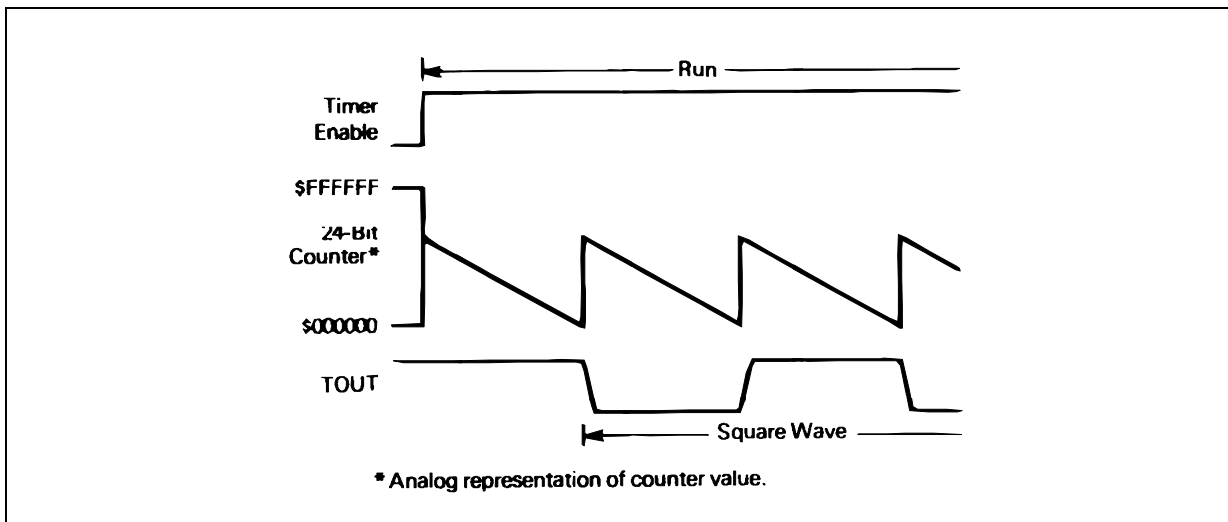 Run
Timer
Enable
$FFFFFF
24-Bit
Counter*
$000000
TOUT
Square Wave
* Analog representation of counter value.